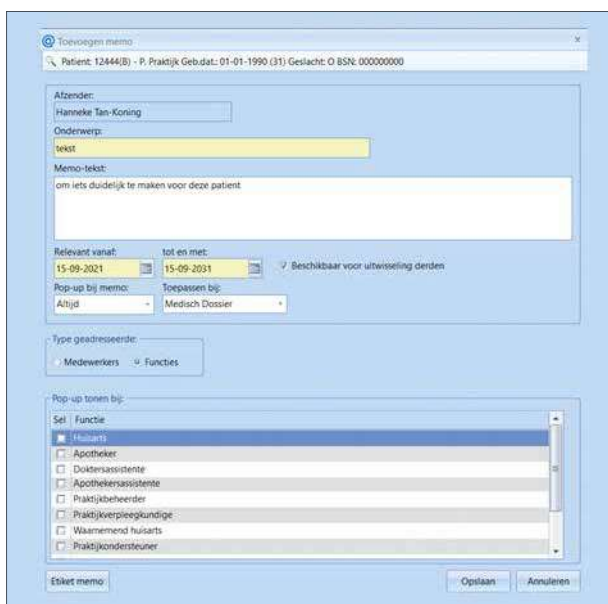 Toevoegen memo
Patient: 12444(B) - P. Praktijk Geb.dat.: 01-01-1990 (31) Geslacht: O BSN: 000000000
Afzender:
Hanneke Tan-Koning
Onderwerp:
tekst
Memo-tekst:
om iets duidelijk te maken voor deze patient
Relevant vanaf: tot en met:
15-09-2021 15-09-2031 Beschikbaar voor uitwisseling derden
Pop-up bij memo: Toepassen bij:
Altijd Medisch Dossier
Type geadresseerde:
Medewerkers Functies
Pop-up tonen bij:
Sel Functie
Huisarts
Apotheker
Doktersassistente
Apothekersassistente
Praktijkbeheerder
Praktijkverpleegkundige
Waarnemend huisarts
Praktijkondersteuner
Etiket memo Opslaan Annuleren